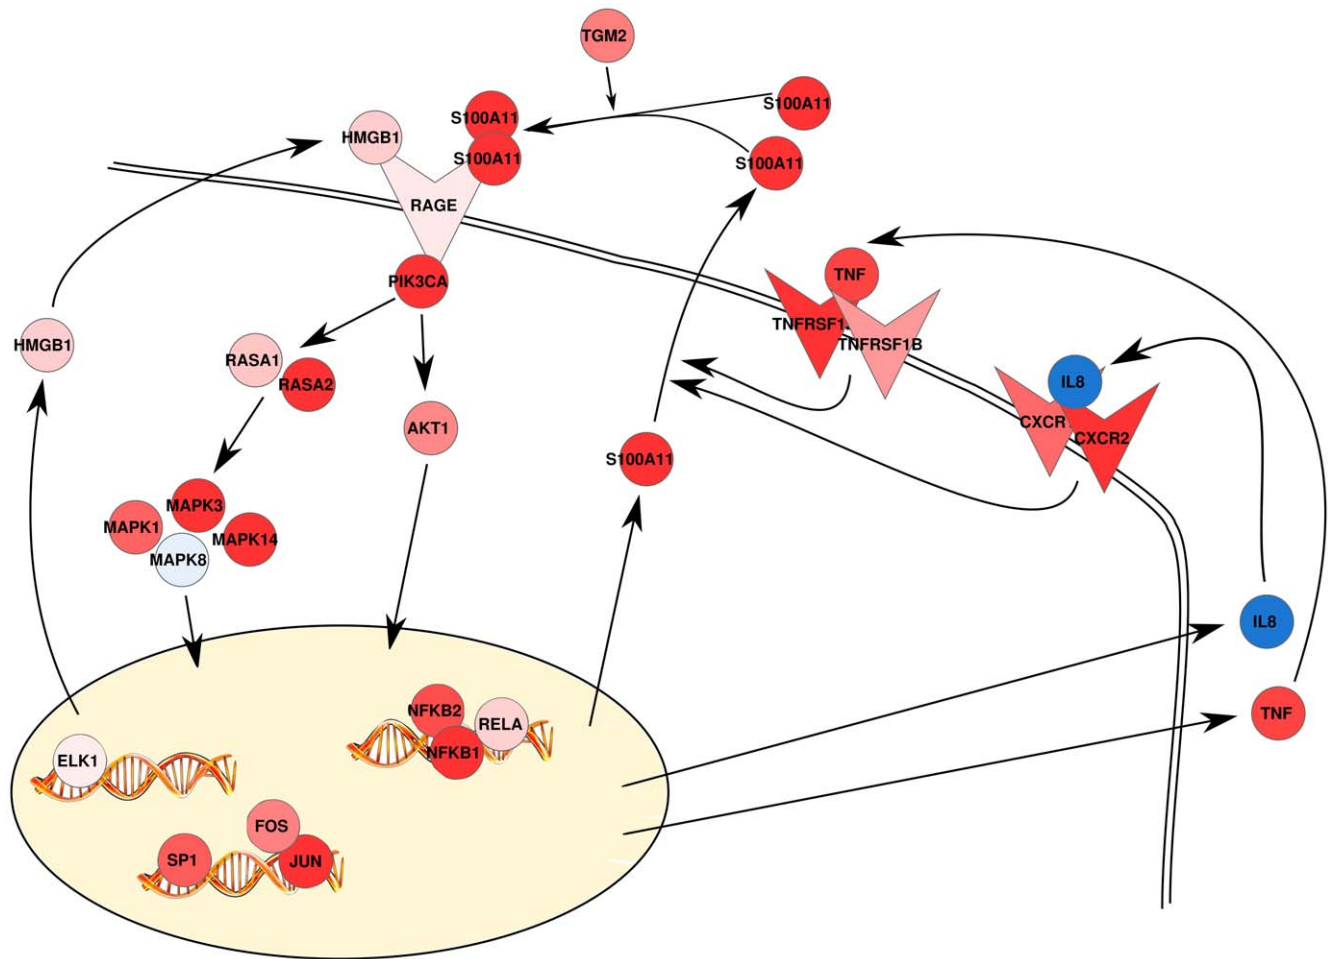 TGM2
S100A11
S100A11
HMGB1
S100A11
S100A11
RAGE
PIK3CA
TNF
TNFRSF1
TNFRSF1B
HMGB1
RASA1
RASA2
IL8
CXCR
CXCR2
AKT1
S100A11
MAPK3
MAPK1
MAPK14
MAPK8
IL8
NFKB2
RELA
TNF
NFKB1
ELK1
FOS
SP1
JUN